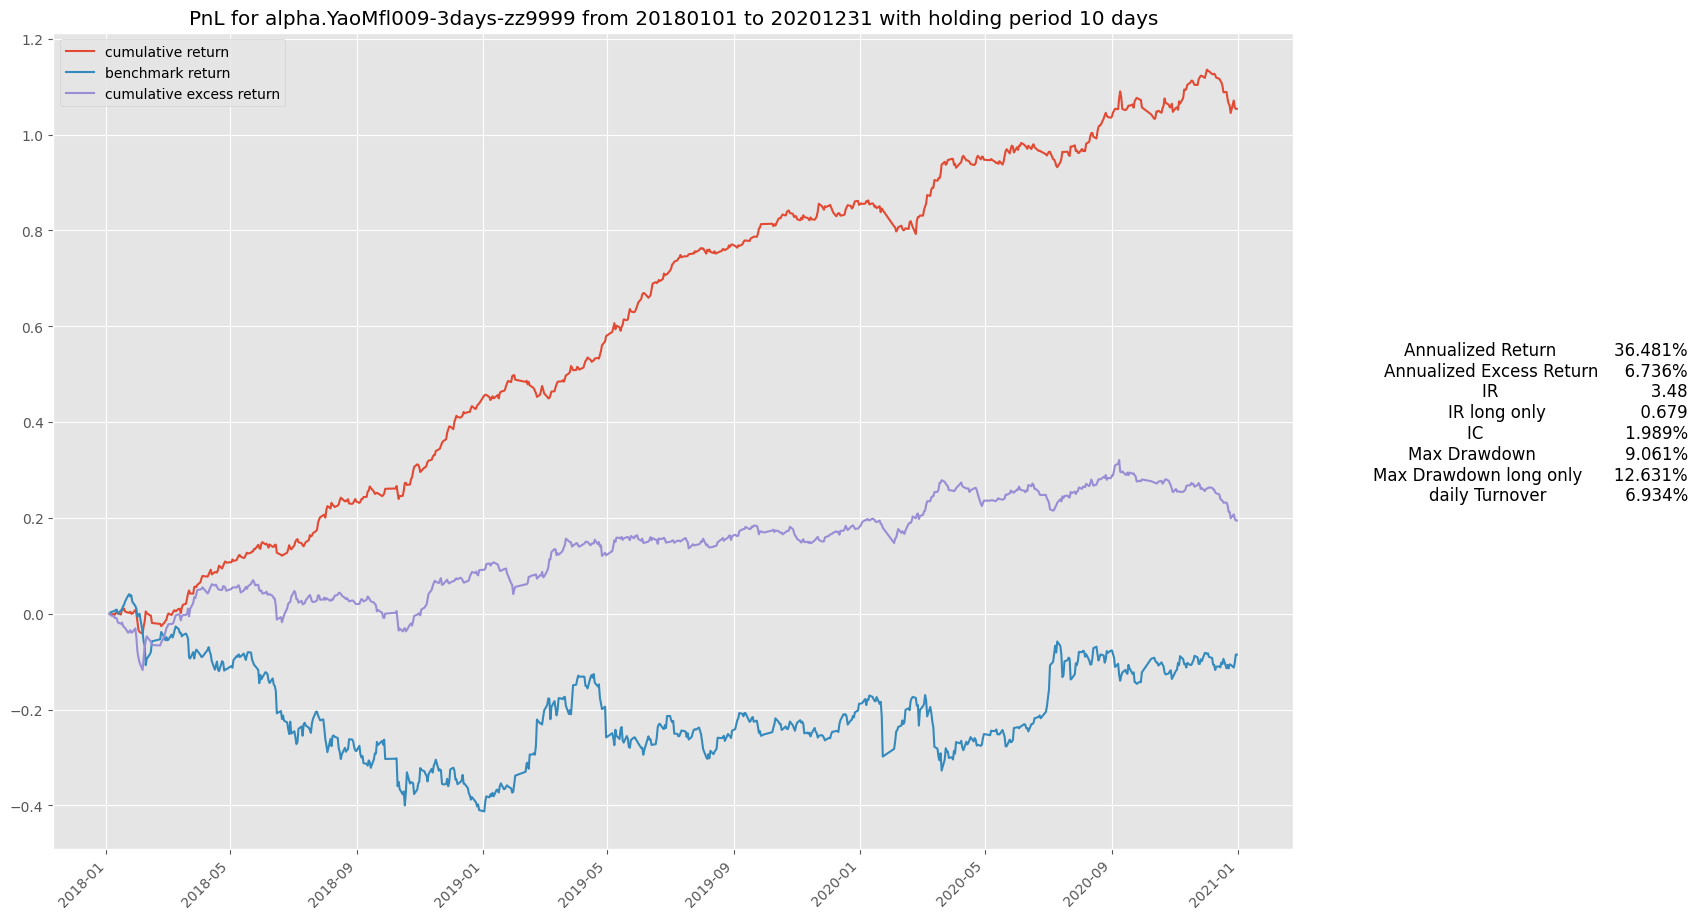 PnL for alpha.YaoMfl009-3days-zz9999 from 20180101 to 20201231 with holding period 10 days
cumulative return
benchmark return
cumulative excess return
1.2
1.0
0.8
0.6
0.4
0.2
0.0
−0.2
−0.4
2018-01
2018-05
2018-09
2019-01
2019-05
2019-09
2020-01
2020-05
2020-09
2021-01
Annualized Return 36.481%
Annualized Excess Return 6.736%
IR 3.48
IR long only 0.679
IC 1.989%
Max Drawdown 9.061%
Max Drawdown long only 12.631%
daily Turnover 6.934%